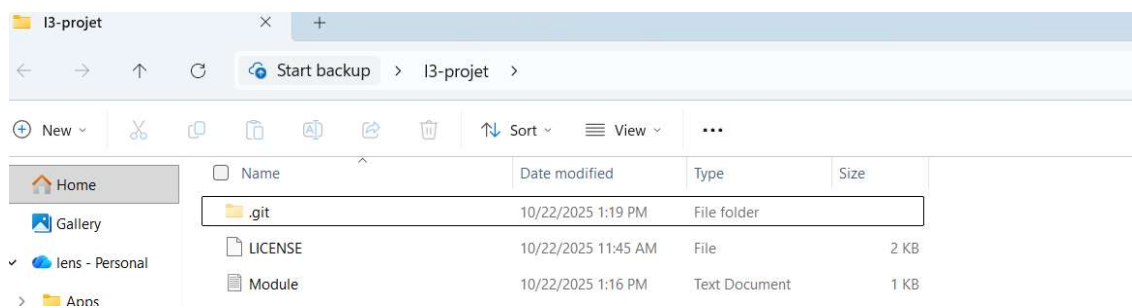 l3-projet
Start backup > l3-projet >
New Sort View ...
Name Date modified Type Size
Home
Gallery
lens - Personal
Apps
.git 10/22/2025 1:19 PM File folder
LICENSE 10/22/2025 11:45 AM File 2 KB
Module 10/22/2025 1:16 PM Text Document 1 KB